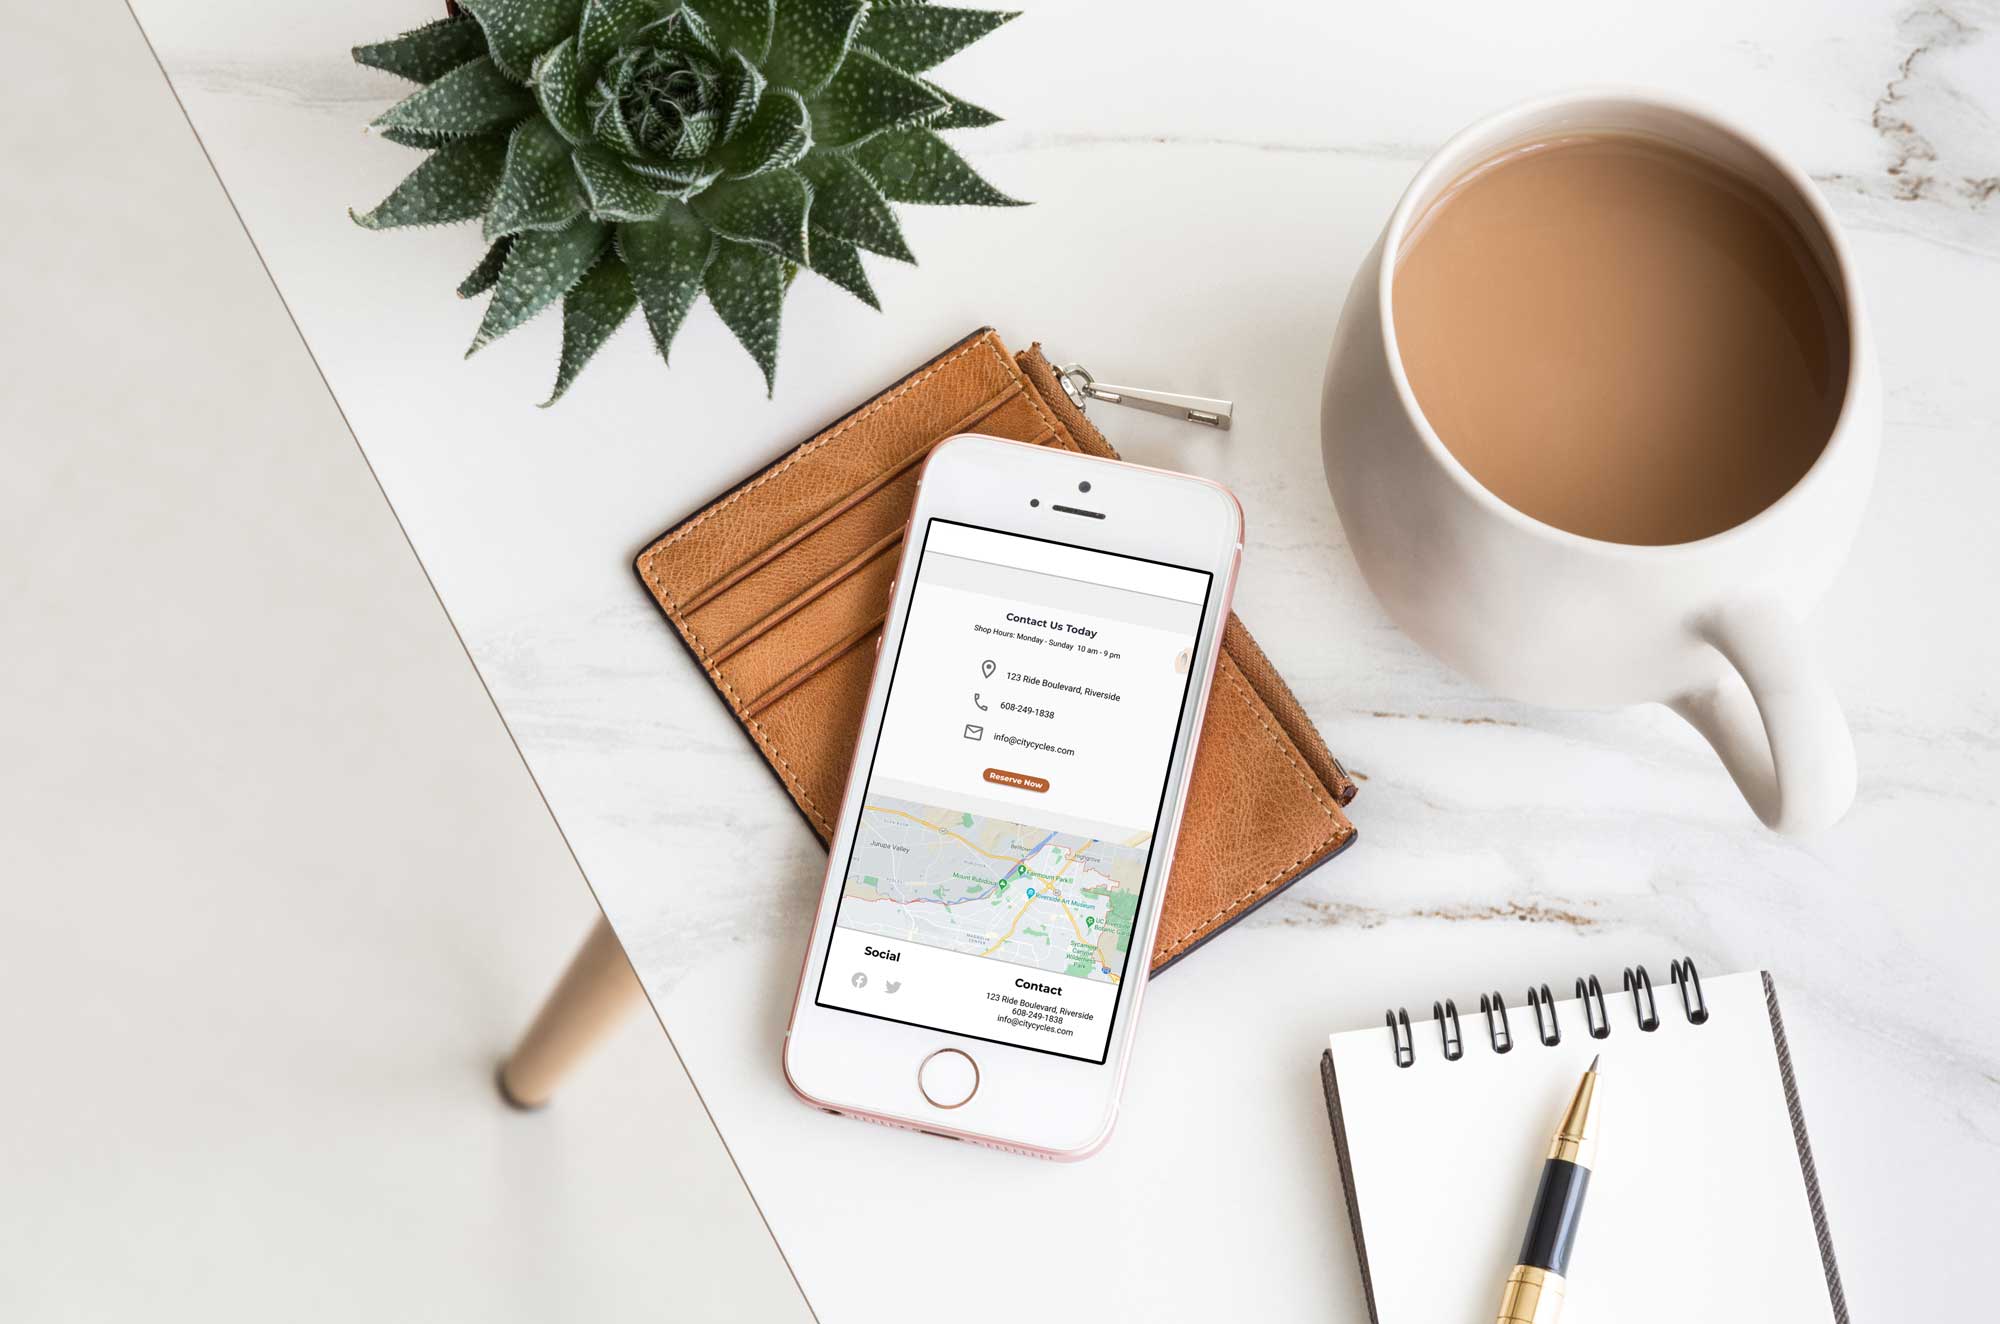 Contact Us Today
Shop Hours: Monday - Sunday 10 am - 9 pm
123 Ride Boulevard, Riverside
608-249-1838
info@citycycles.com
Reserve Now
Jurupa Valley
Belltown
Highgrove
Mount Rubidoux
Fairmount Park
Riverside Art Museum
UC Riverside
Botanic Gardens
MAGNOLIA
CENTER
Sycamore
Canyon
Wilderness
Park
Social
Contact
123 Ride Boulevard, Riverside
608-249-1838
info@citycycles.com